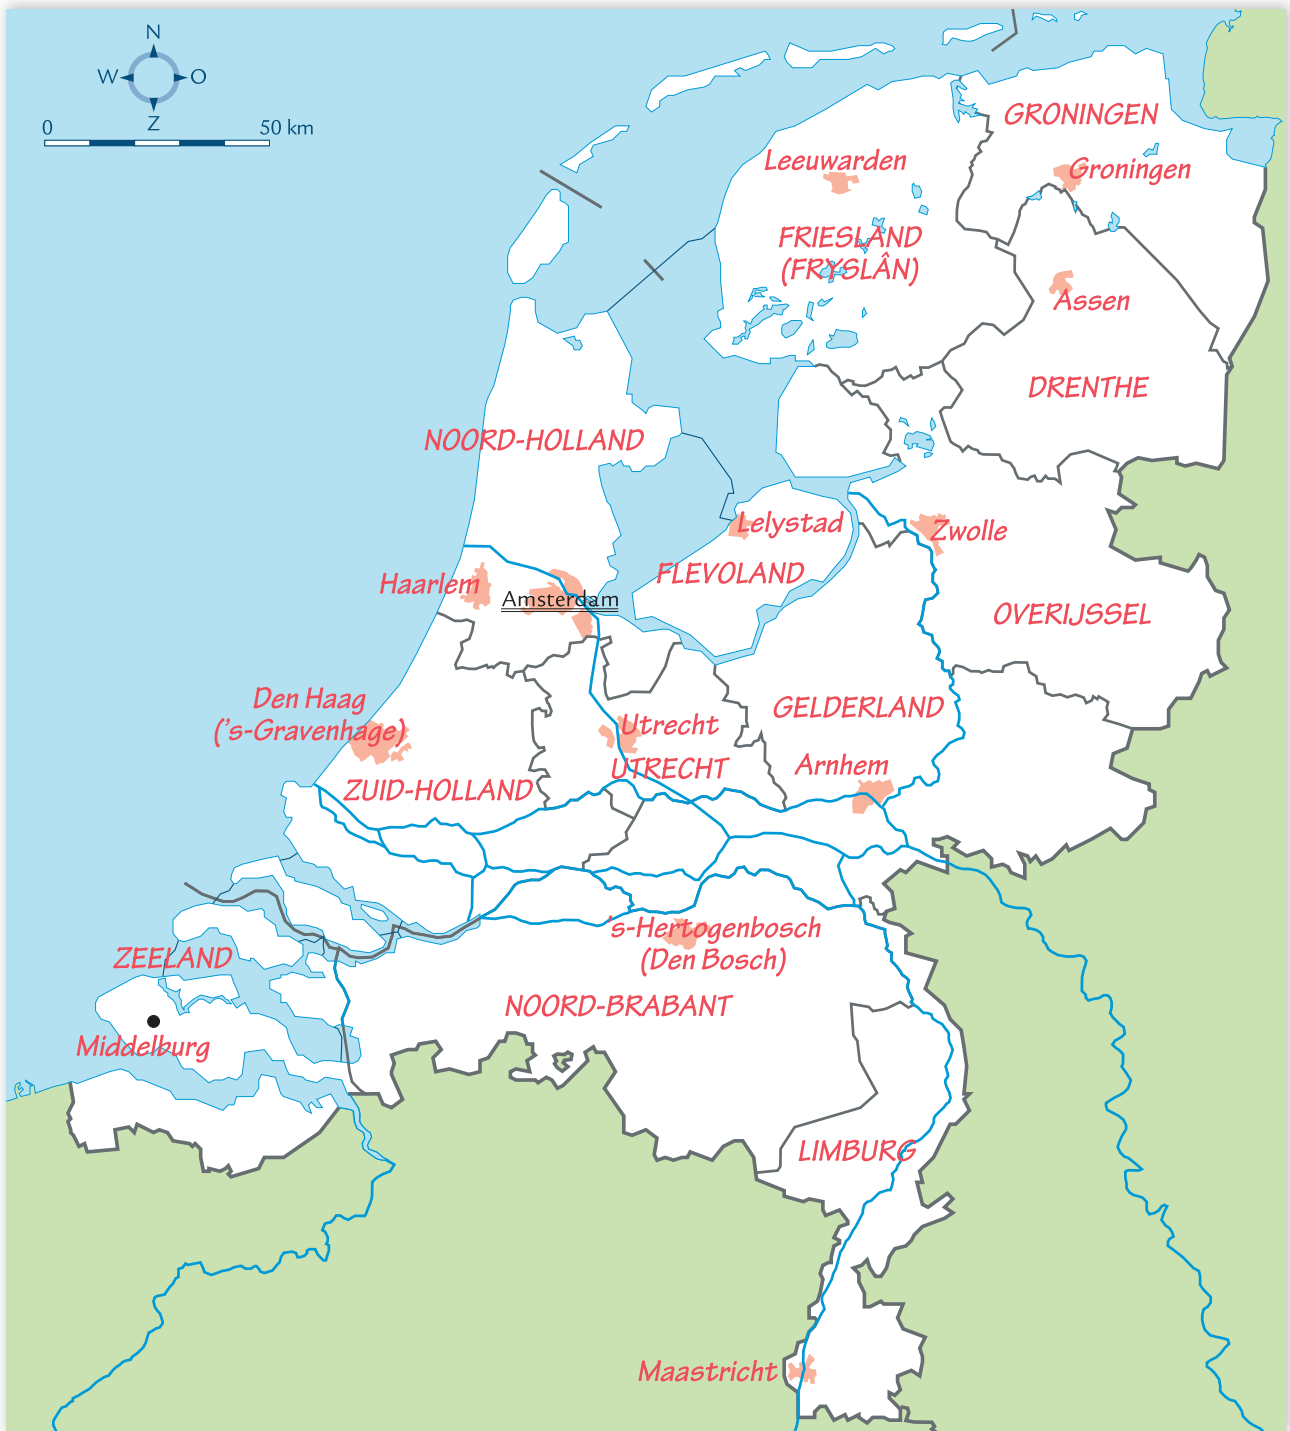 N
W O
Z
0 50 km
GRONINGEN
Leeuwarden
Groningen
FRIESLAND
(FRYSLÂN)
Assen
DRENTHE
NOORD-HOLLAND
Lelystad
Zwolle
FLEVOLAND
Haarlem
Amsterdam
OVERIJSSEL
Den Haag
('s-Gravenhage)
GELDERLAND
Utrecht
UTRECHT
Arnhem
ZUID-HOLLAND
's-Hertogenbosch
(Den Bosch)
ZEELAND
NOORD-BRABANT
Middelburg
LIMBURG
Maastricht